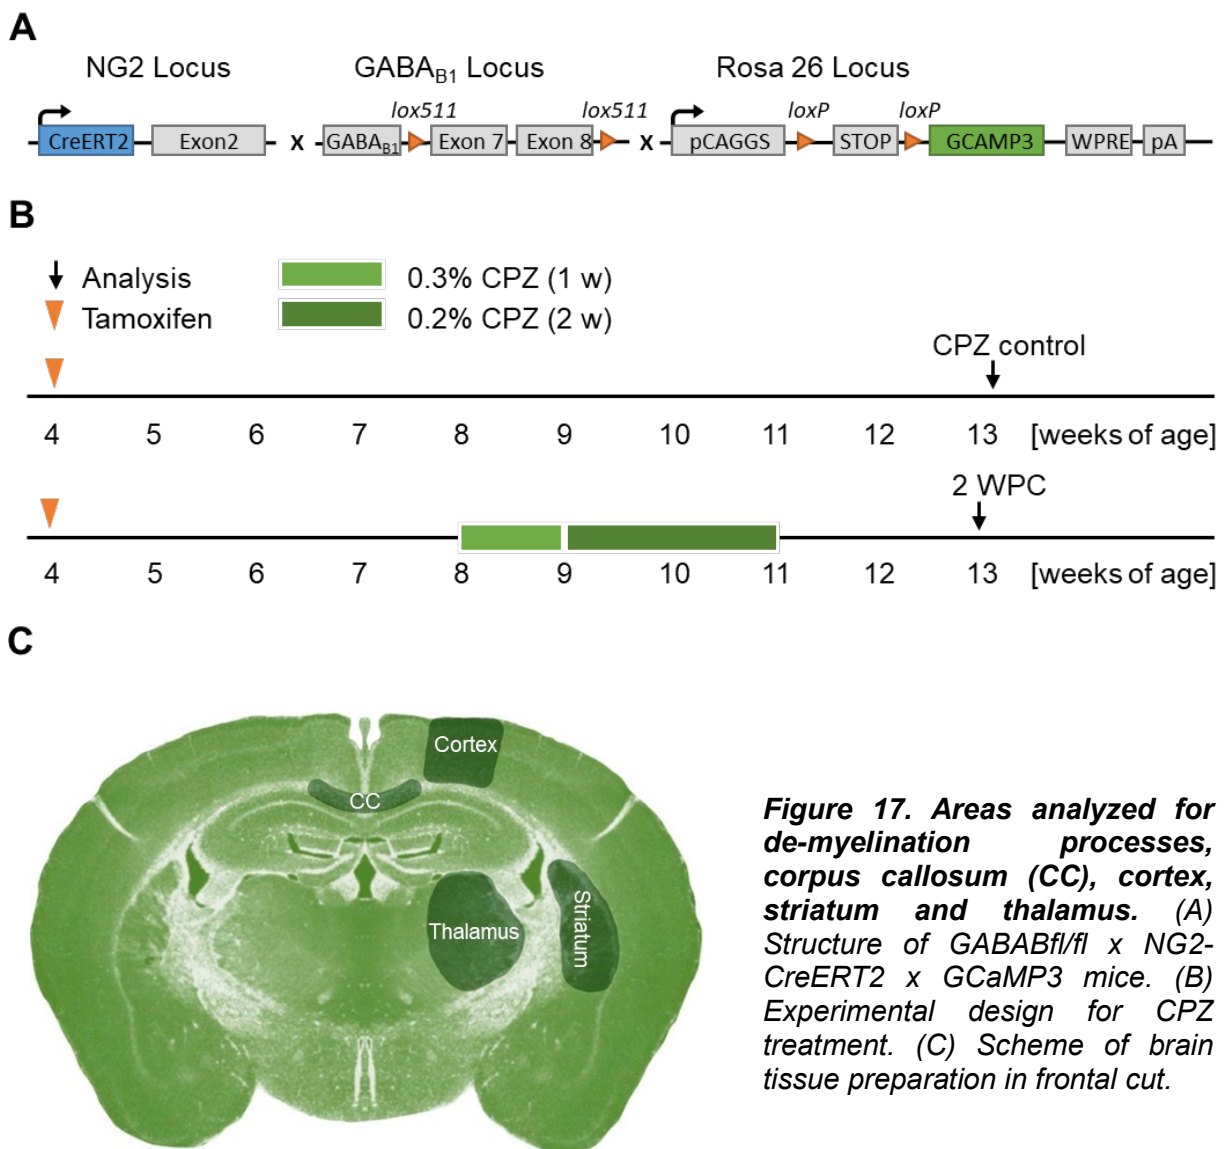 A
NG2 Locus GABAB1 Locus Rosa 26 Locus
lox511 lox511 loxP loxP
CreERT2 Exon2 x GABAB1 Exon 7 Exon 8 x pCAGGS STOP GCAMP3 WPRE pA
B
Analysis 0.3% CPZ (1 w)
Tamoxifen 0.2% CPZ (2 w)
CPZ control
4 5 6 7 8 9 10 11 12 13 [weeks of age]
2 WPC
4 5 6 7 8 9 10 11 12 13 [weeks of age]
C
Cortex
CC
Thalamus
Striatum
Figure 17. Areas analyzed for
de-myelination processes,
corpus callosum (CC), cortex,
striatum and thalamus. (A)
Structure of GABABfl/fl x NG2-
CreERT2 x GCaMP3 mice. (B)
Experimental design for CPZ
treatment. (C) Scheme of brain
tissue preparation in frontal cut.